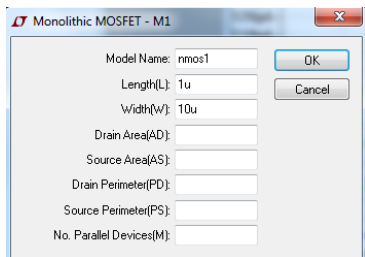 Monolithic MOSFET - M1
Model Name: nmos1
OK
Length(L): 1u
Cancel
Width(W): 10u
Drain Area(AD):
Source Area(AS):
Drain Perimeter(PD):
Source Perimeter(PS):
No. Parallel Devices(M):